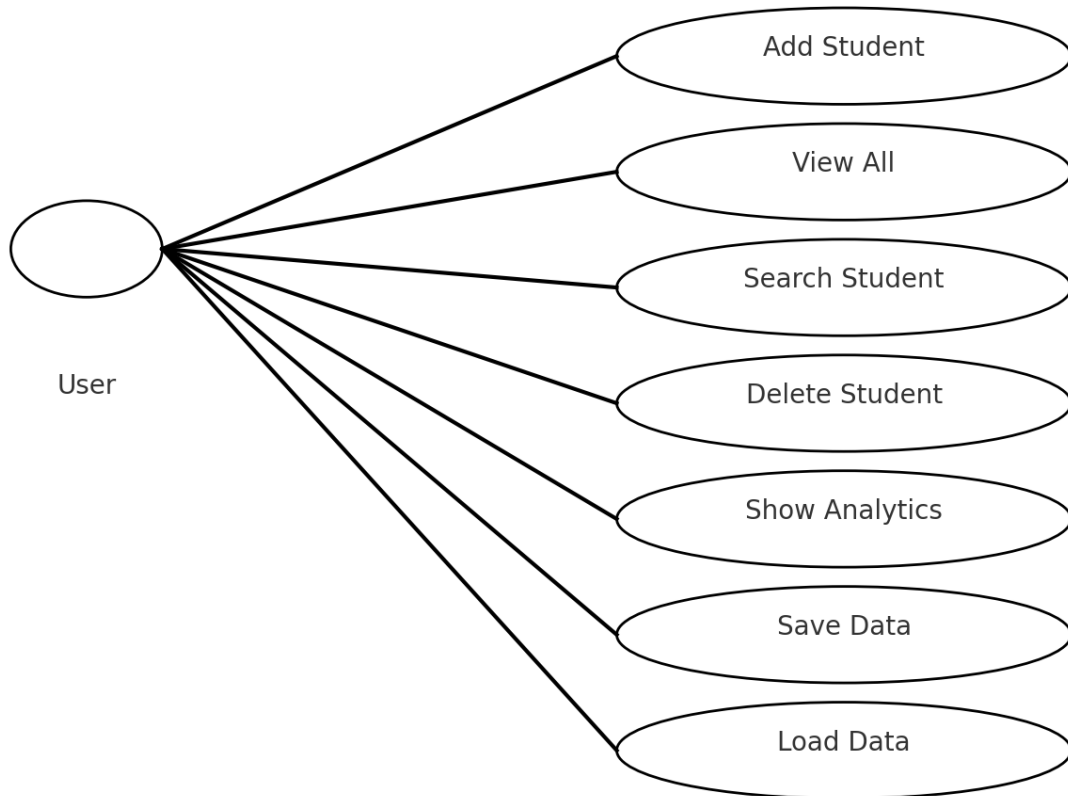 Add Student
View All
Search Student
User
Delete Student
Show Analytics
Save Data
Load Data